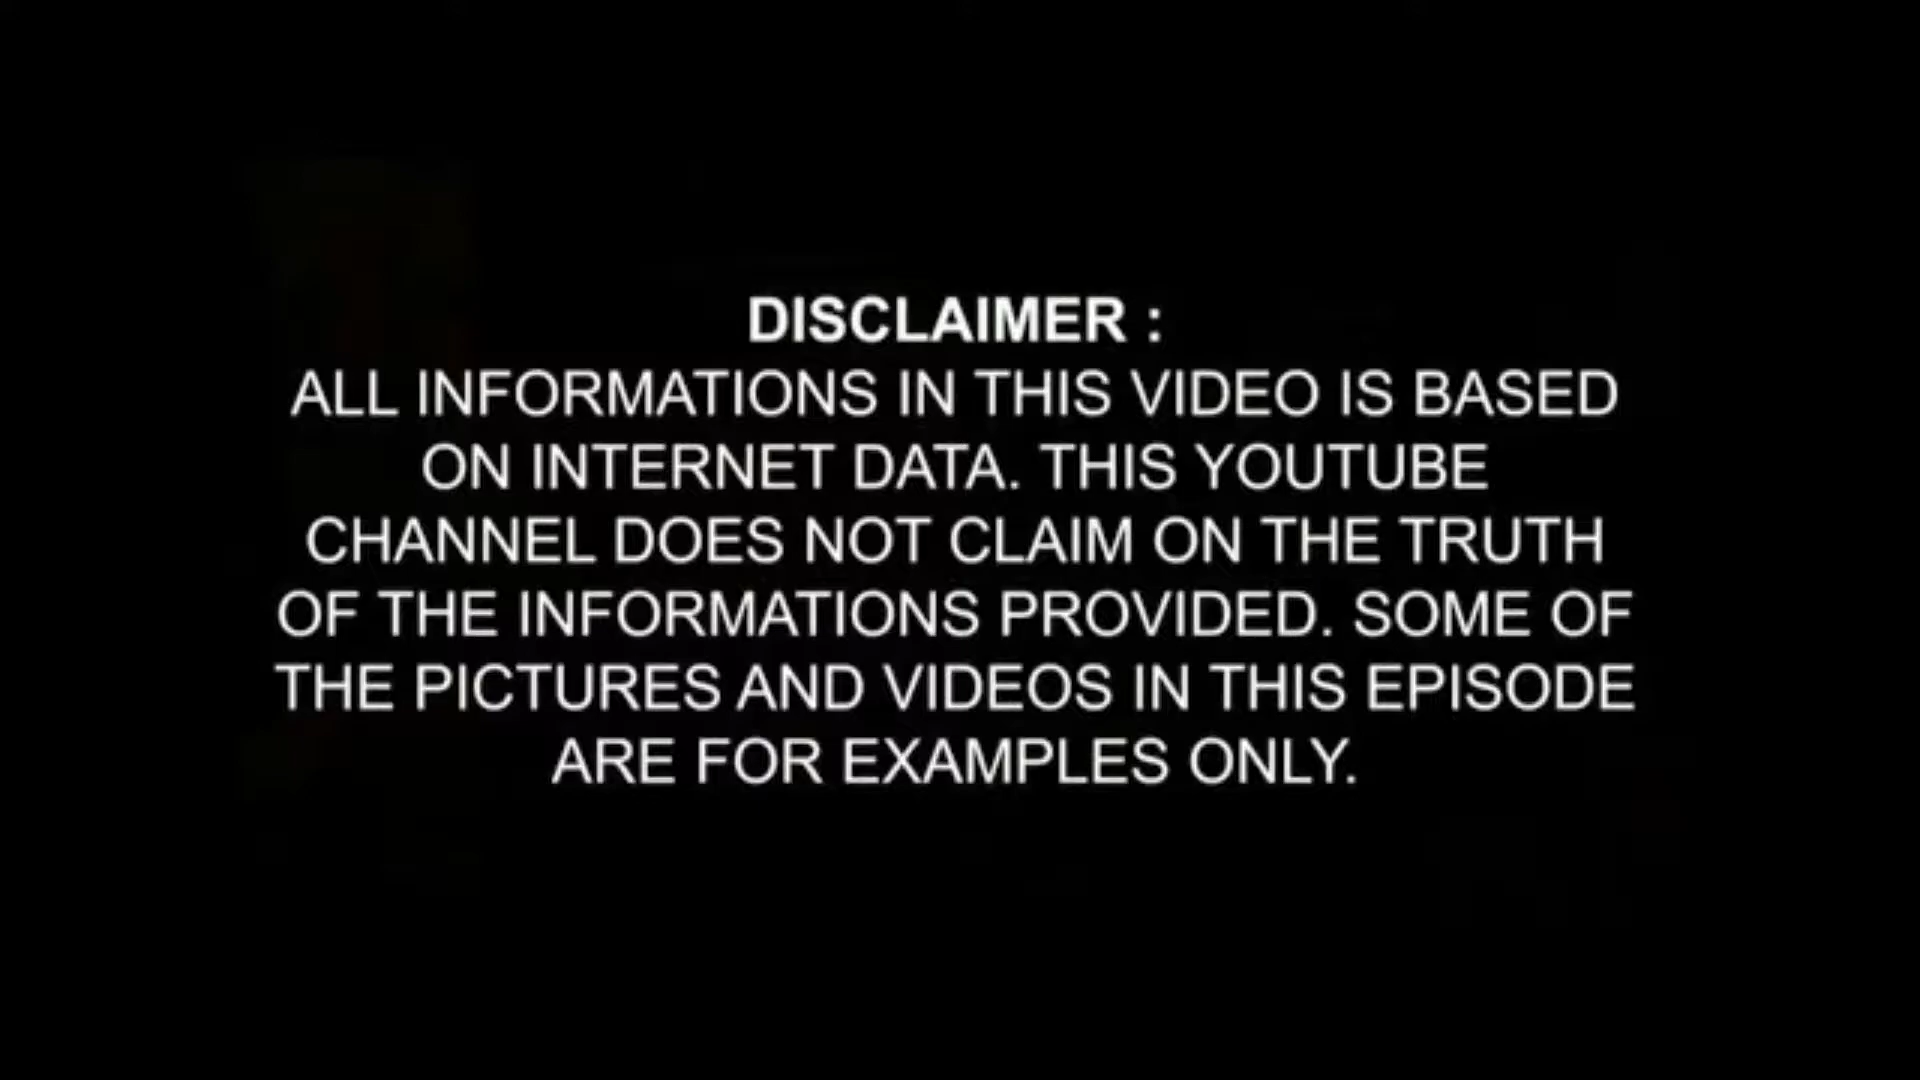 DISCLAIMER :
ALL INFORMATIONS IN THIS VIDEO IS BASED
ON INTERNET DATA. THIS YOUTUBE
CHANNEL DOES NOT CLAIM ON THE TRUTH
OF THE INFORMATIONS PROVIDED. SOME OF
THE PICTURES AND VIDEOS IN THIS EPISODE
ARE FOR EXAMPLES ONLY.